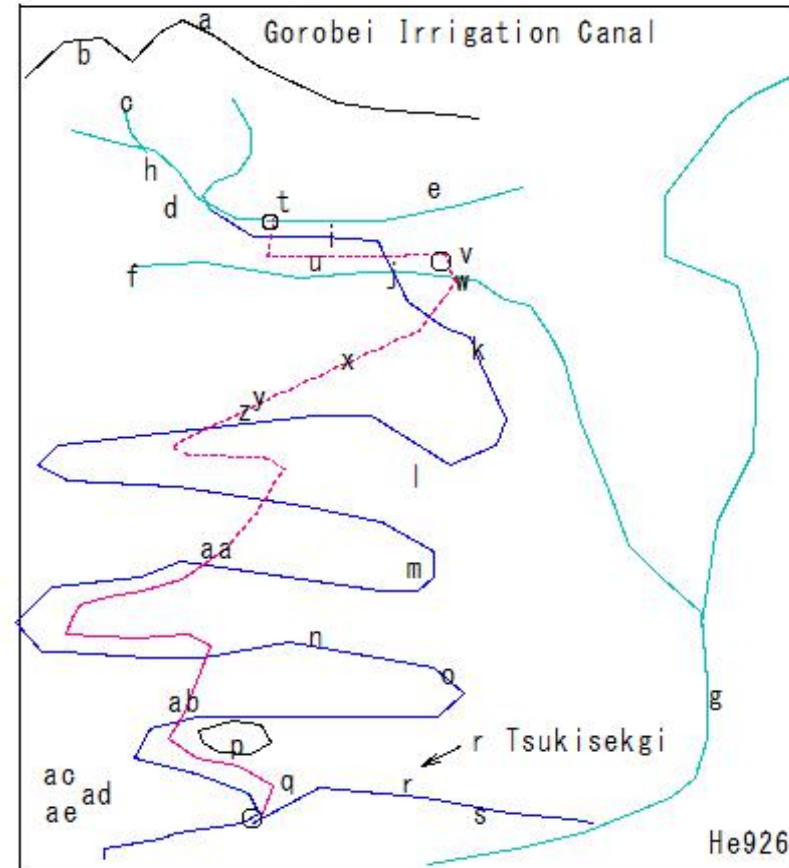 a
Gorobei Irrigation Canal
b
c
h
e
d
t
i
v
f
u
j
w
k
x
y
z
l
aa
m
n
o
ab
g
p
r Tsukisekgi
ac
q
r
ad
ae
s
He926